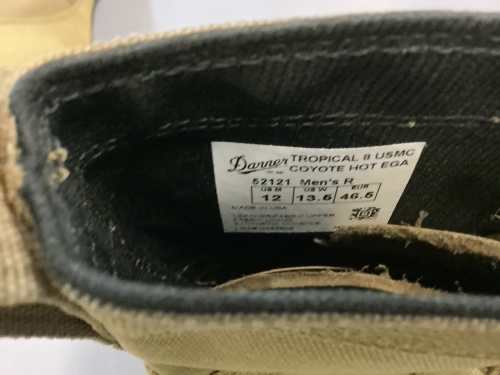 Danner TROPICAL 8 USMC
COYOTE HOT EGA
52121 Men's R
US M US W EUR
12 13.5 46.5
MADE IN USA